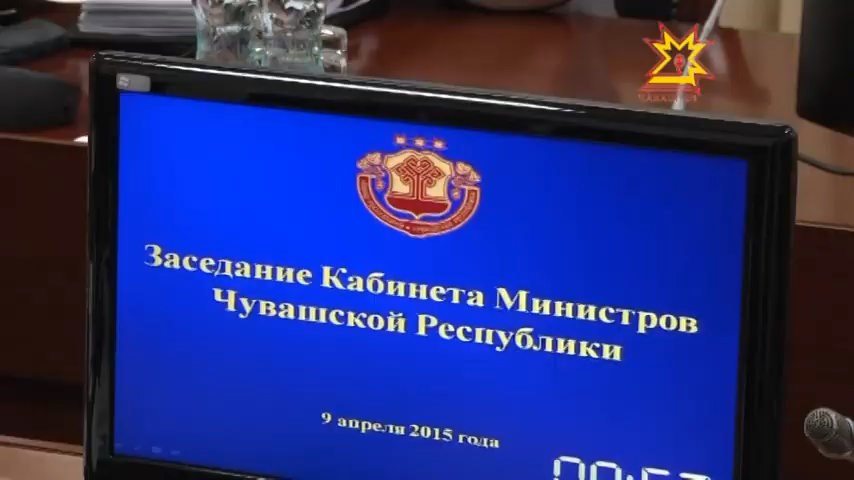 Заседание Кабинета Министров
Чувашской Республики
9 апреля 2015 года